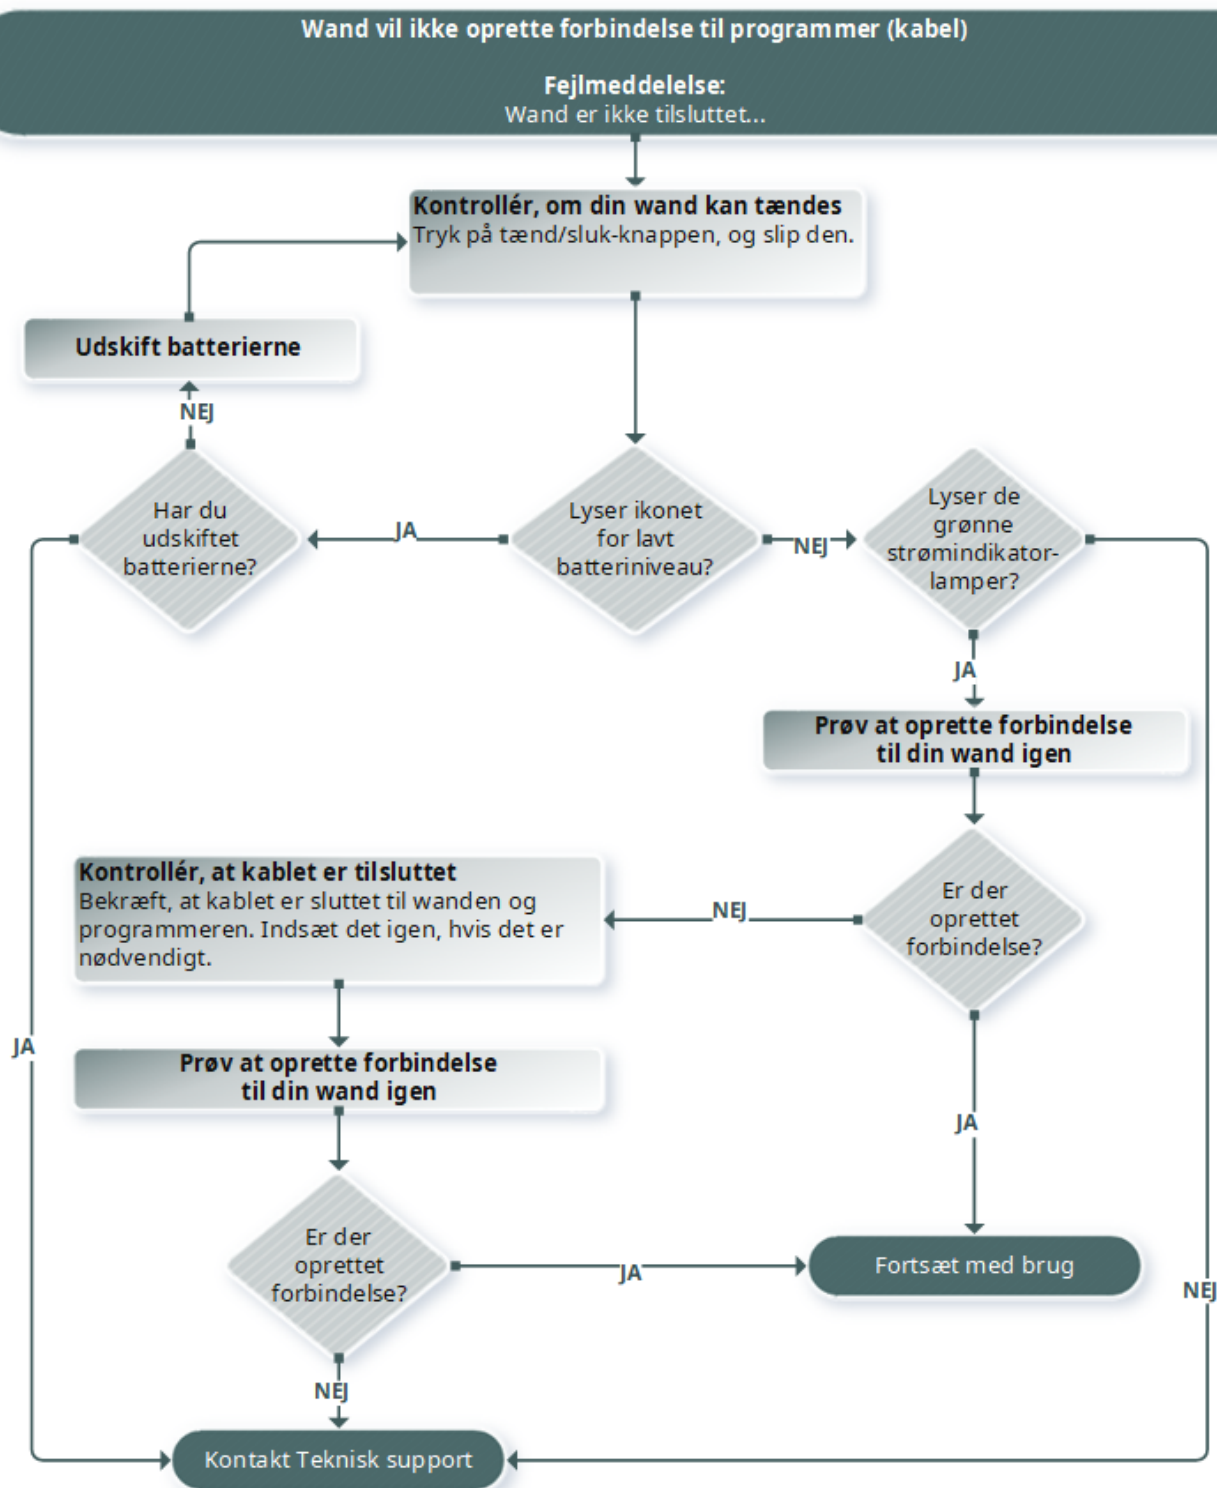 Wand vil ikke oprette forbindelse til programmer (kabel)
Fejlmeddelelse:
Wand er ikke tilsluttet...
Kontrollér, om din wand kan tændes
Tryk på tænd/sluk-knappen, og slip den.
Udskift batterierne
NEJ
Har du
udskiftet
batterierne?
JA
Lyser ikonet
for lavt
batteriniveau?
NEJ
Lyser de
grønne
strømindikator-
lamper?
JA
Prøv at oprette forbindelse
til din wand igen
Kontrollér, at kablet er tilsluttet
Bekræft, at kablet er sluttet til wanden og
programmeren. Indsæt det igen, hvis det er
nødvendigt.
NEJ
Er der
oprettet
forbindelse?
JA
Prøv at oprette forbindelse
til din wand igen
JA
Er der
oprettet
forbindelse?
JA
Fortsæt med brug
NEJ
NEJ
Kontakt Teknisk support